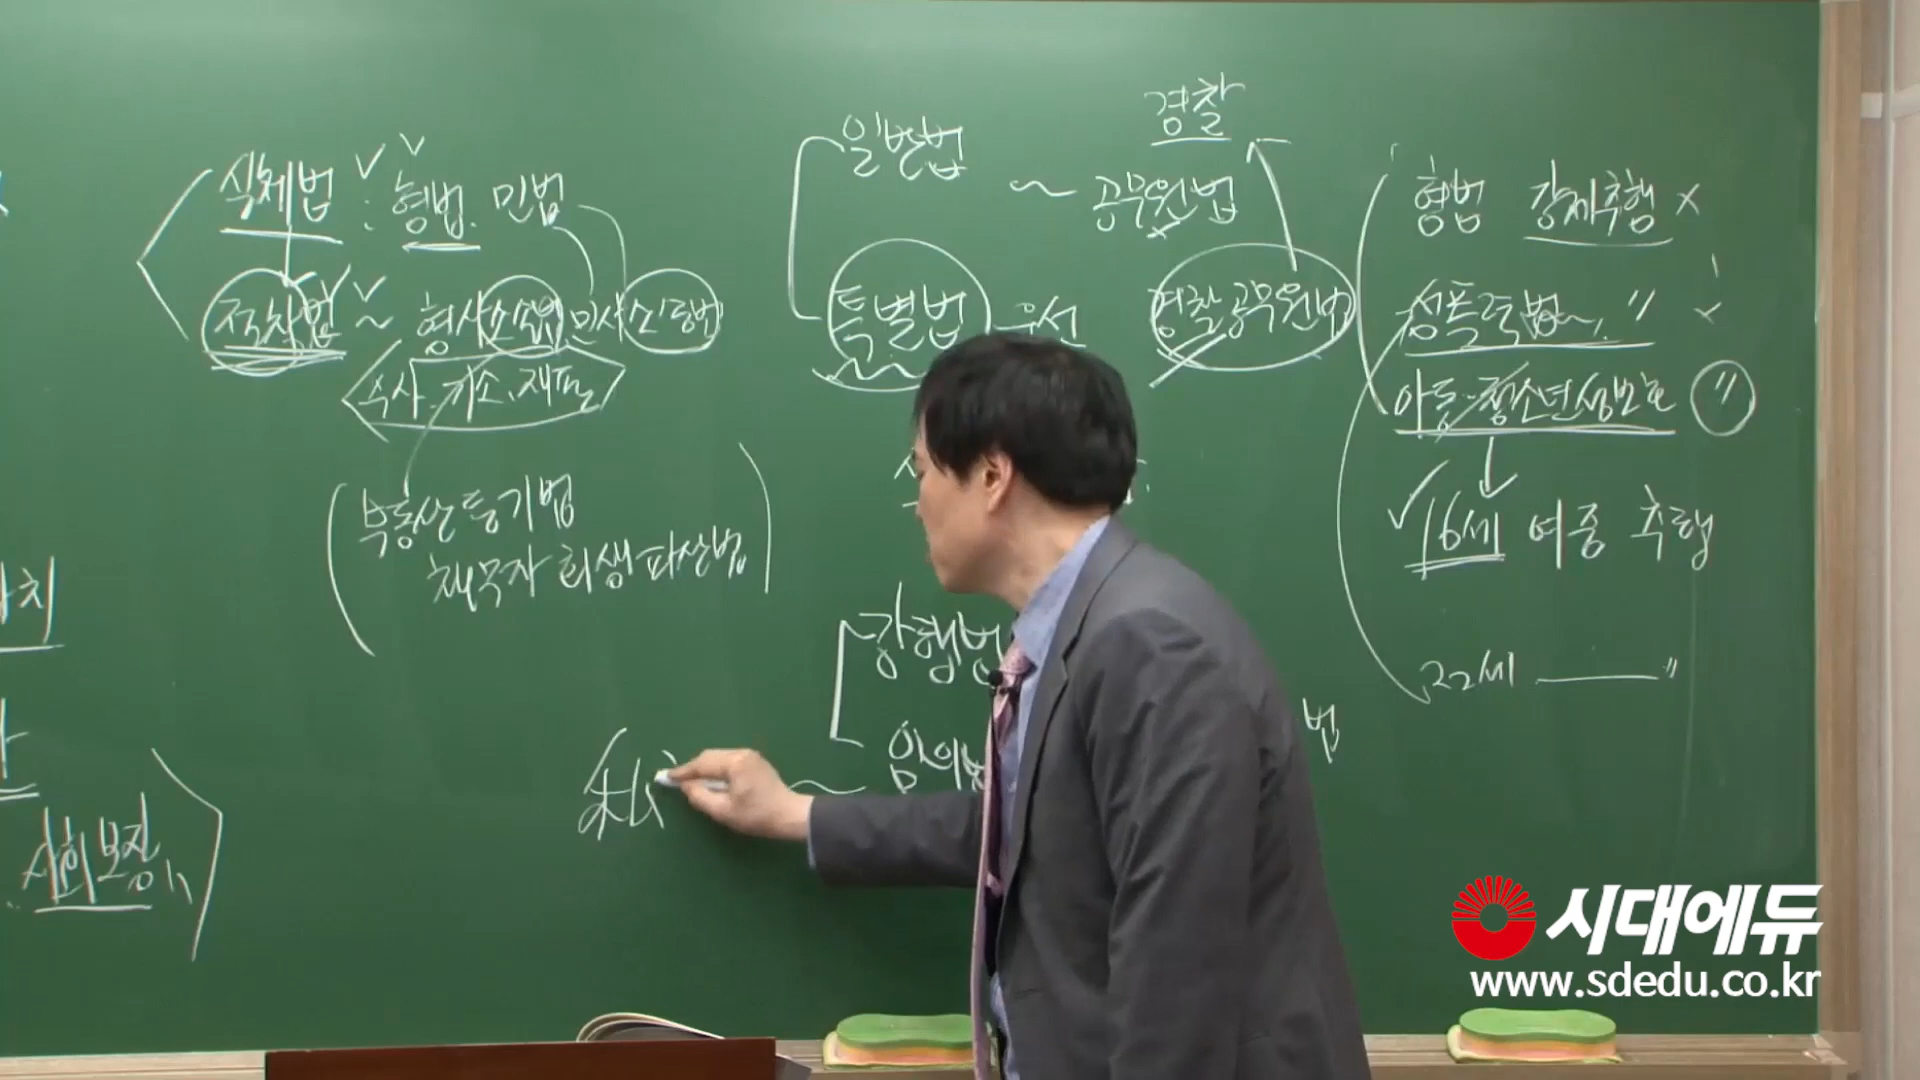 실체법 : 형법. 민법
절차법 ~ 형사소송법 민사소송법
수사. 기소. 재판
부동산등기법
채무자 회생파산법
사회보장
일반법 ~ 공무원법
경찰
특별법 우선 경찰공무원법
강행법
임의
법
私
형법 강제추행 ×
성폭력법~. 〃
아동·청소년성보호 〃
16세 여중 추행
22세 〃
시대에듀
www.sdedu.co.kr